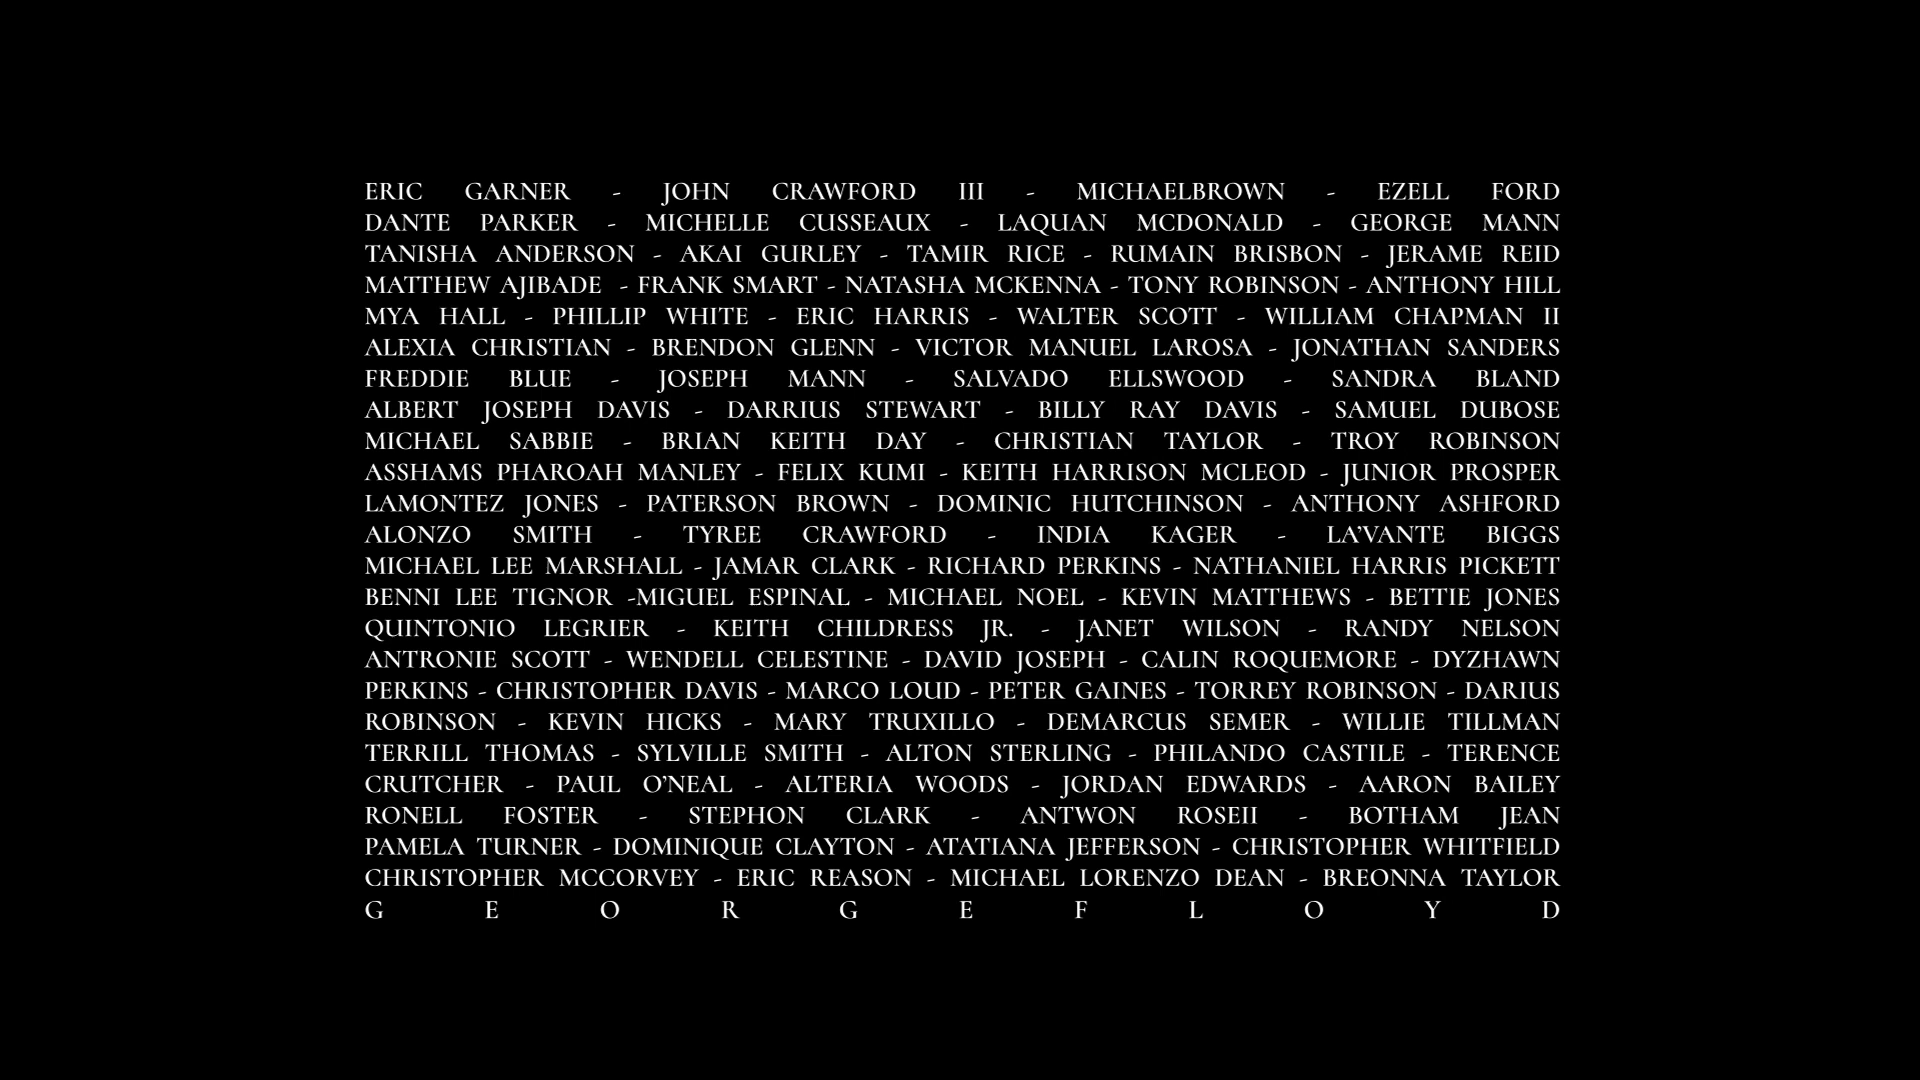 ERIC GARNER - JOHN CRAWFORD III - MICHAELBROWN - EZELL FORD
DANTE PARKER - MICHELLE CUSSEAUX - LAQUAN MCDONALD - GEORGE MANN
TANISHA ANDERSON - AKAI GURLEY - TAMIR RICE - RUMAIN BRISBON - JERAME REID
MATTHEW AJIBADE - FRANK SMART - NATASHA MCKENNA - TONY ROBINSON - ANTHONY HILL
MYA HALL - PHILLIP WHITE - ERIC HARRIS - WALTER SCOTT - WILLIAM CHAPMAN II
ALEXIA CHRISTIAN - BRENDON GLENN - VICTOR MANUEL LAROSA - JONATHAN SANDERS
FREDDIE BLUE - JOSEPH MANN - SALVADO ELLSWOOD - SANDRA BLAND
ALBERT JOSEPH DAVIS - DARRIUS STEWART - BILLY RAY DAVIS - SAMUEL DUBOSE
MICHAEL SABBIE - BRIAN KEITH DAY - CHRISTIAN TAYLOR - TROY ROBINSON
ASSHAMS PHAROAH MANLEY - FELIX KUMI - KEITH HARRISON MCLEOD - JUNIOR PROSPER
LAMONTEZ JONES - PATERSON BROWN - DOMINIC HUTCHINSON - ANTHONY ASHFORD
ALONZO SMITH - TYREE CRAWFORD - INDIA KAGER - LA’VANTE BIGGS
MICHAEL LEE MARSHALL - JAMAR CLARK - RICHARD PERKINS - NATHANIEL HARRIS PICKETT
BENNI LEE TIGNOR -MIGUEL ESPINAL - MICHAEL NOEL - KEVIN MATTHEWS - BETTIE JONES
QUINTONIO LEGRIER - KEITH CHILDRESS JR. - JANET WILSON - RANDY NELSON
ANTRONIE SCOTT - WENDELL CELESTINE - DAVID JOSEPH - CALIN ROQUEMORE - DYZHAWN
PERKINS - CHRISTOPHER DAVIS - MARCO LOUD - PETER GAINES - TORREY ROBINSON - DARIUS
ROBINSON - KEVIN HICKS - MARY TRUXILLO - DEMARCUS SEMER - WILLIE TILLMAN
TERRILL THOMAS - SYLVILLE SMITH - ALTON STERLING - PHILANDO CASTILE - TERENCE
CRUTCHER - PAUL O’NEAL - ALTERIA WOODS - JORDAN EDWARDS - AARON BAILEY
RONELL FOSTER - STEPHON CLARK - ANTWON ROSEII - BOTHAM JEAN
PAMELA TURNER - DOMINIQUE CLAYTON - ATATIANA JEFFERSON - CHRISTOPHER WHITFIELD
CHRISTOPHER MCCORVEY - ERIC REASON - MICHAEL LORENZO DEAN - BREONNA TAYLOR
G E O R G E F L O Y D